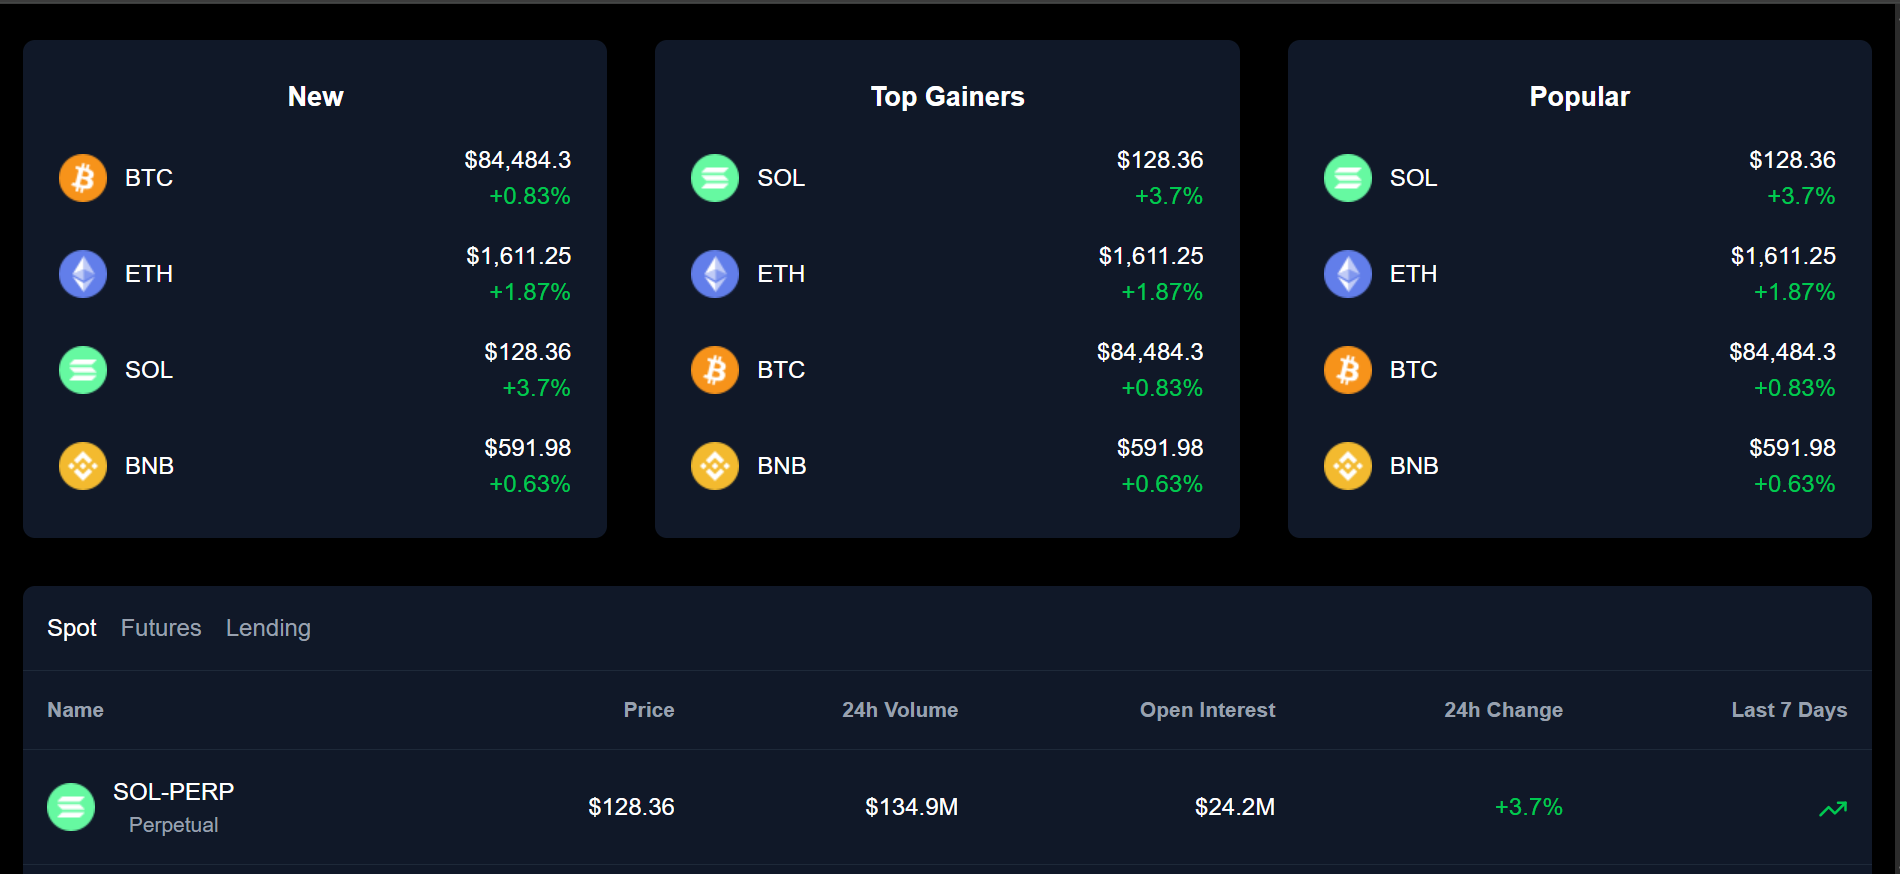 New
BTC $84,484.3
+0.83%
ETH $1,611.25
+1.87%
SOL $128.36
+3.7%
BNB $591.98
+0.63%
Top Gainers
SOL $128.36
+3.7%
ETH $1,611.25
+1.87%
BTC $84,484.3
+0.83%
BNB $591.98
+0.63%
Popular
SOL $128.36
+3.7%
ETH $1,611.25
+1.87%
BTC $84,484.3
+0.83%
BNB $591.98
+0.63%
Spot Futures Lending
Name Price 24h Volume Open Interest 24h Change Last 7 Days
SOL-PERP $128.36 $134.9M $24.2M +3.7%
Perpetual